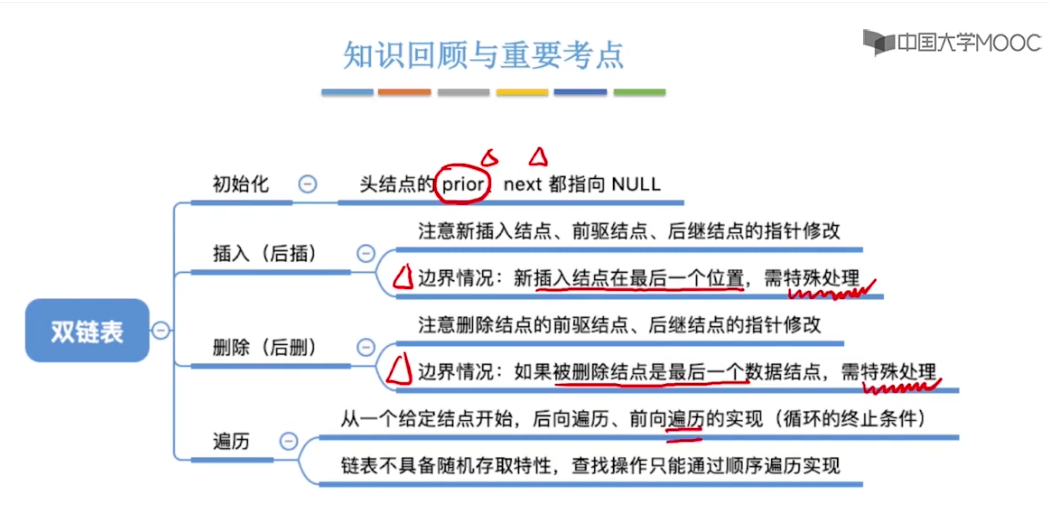 中国大学MOOC
知识回顾与重要考点
初始化
头结点的 prior、next 都指向 NULL
插入（后插）
注意新插入结点、前驱结点、后继结点的指针修改
边界情况：新插入结点在最后一个位置，需特殊处理
双链表
删除（后删）
注意删除结点的前驱结点、后继结点的指针修改
边界情况：如果被删除结点是最后一个数据结点，需特殊处理
遍历
从一个给定结点开始，后向遍历、前向遍历的实现（循环的终止条件）
链表不具备随机存取特性，查找操作只能通过顺序遍历实现